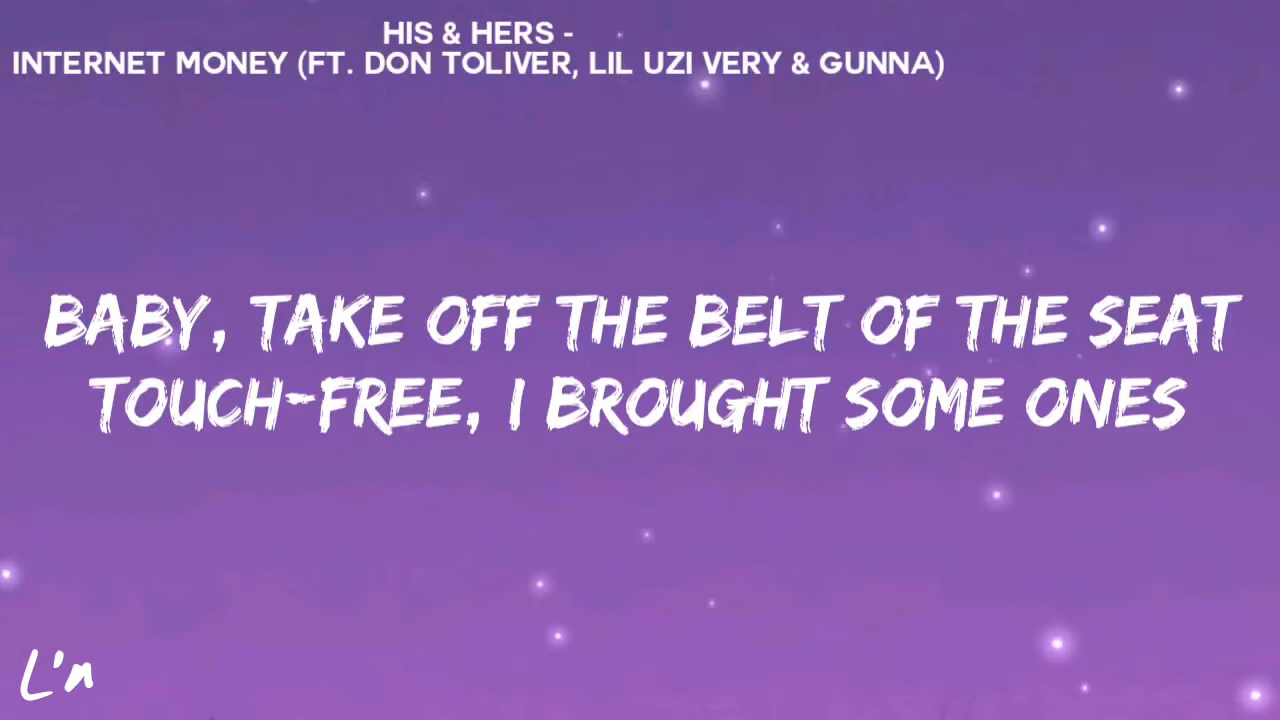 HIS & HERS -
INTERNET MONEY (FT. DON TOLIVER, LIL UZI VERY & GUNNA)
BABY, TAKE OFF THE BELT OF THE SEAT
TOUCH-FREE, I BROUGHT SOME ONES
L'n